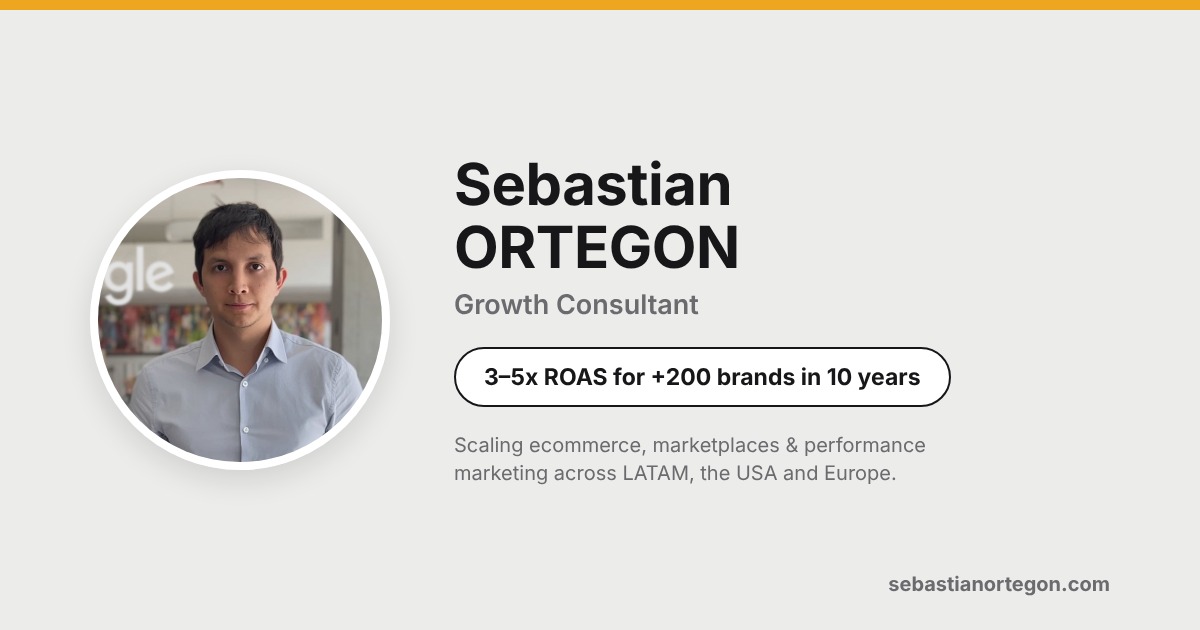 gle
Sebastian
ORTEGON
Growth Consultant
3–5x ROAS for +200 brands in 10 years
Scaling ecommerce, marketplaces & performance
marketing across LATAM, the USA and Europe.
sebastianortegon.com